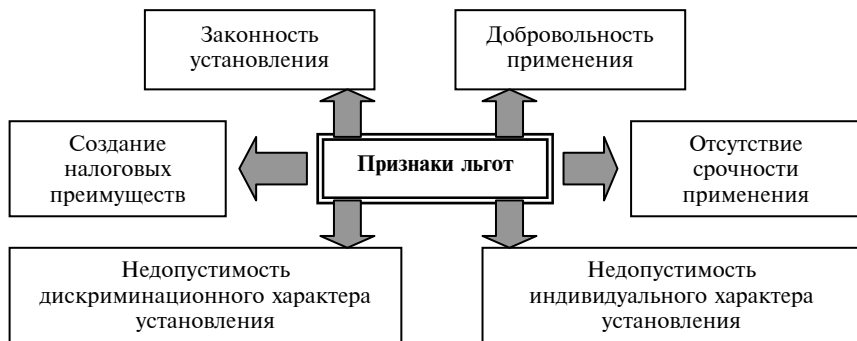 Законность
установления
Добровольность
применения
Создание
налоговых
преимуществ
Признаки льгот
Отсутствие
срочности
применения
Недопустимость
дискриминационного характера
установления
Недопустимость
индивидуального характера
установления